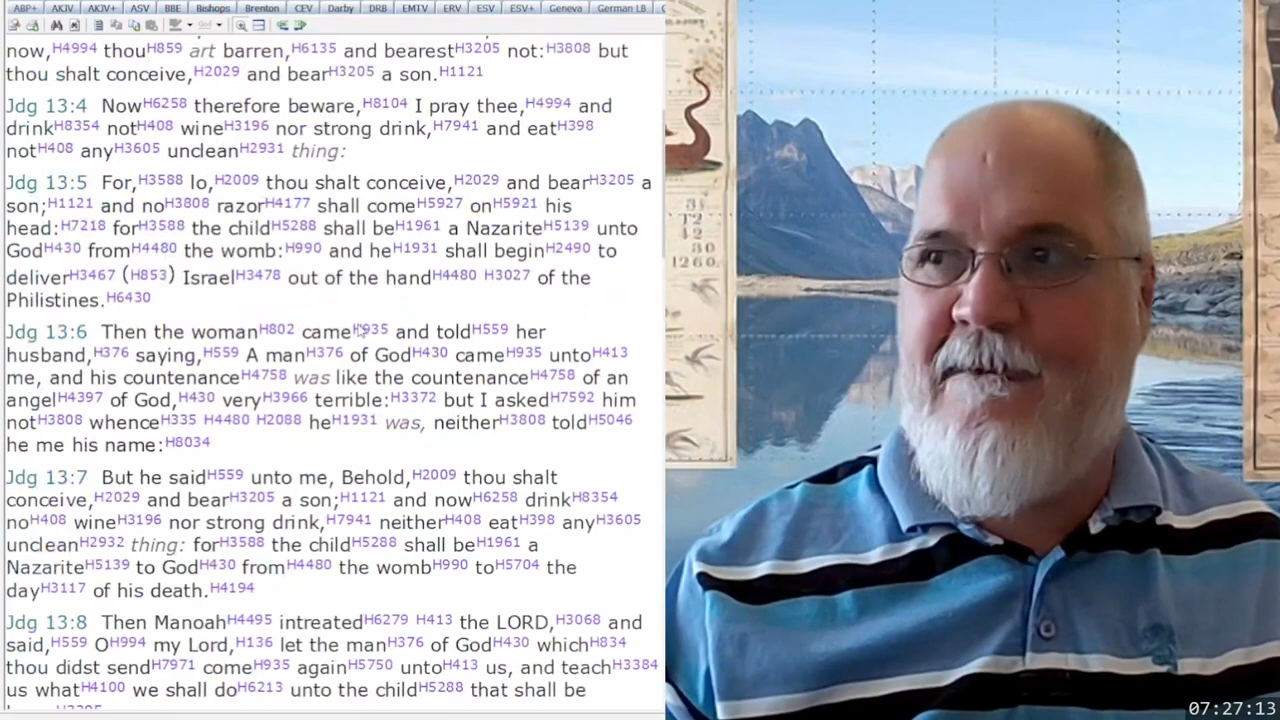 ABP+ AKJV AKJV+ ASV BBE Bishops Brenton CEV Darby DRB EMTV ERV ESV ESV+ Geneva German LB
now,H4994 thouH859 art barren,H6135 and bearestH3205 not:H3808 but
thou shalt conceive,H2029 and bearH3205 a son.H1121
Jdg 13:4 NowH6258 therefore beware,H8104 I pray thee,H4994 and
drinkH8354 notH408 wineH3196 nor strong drink,H7941 and eatH398
notH408 anyH3605 uncleanH2931 thing:
Jdg 13:5 For,H3588 lo,H2009 thou shalt conceive,H2029 and bearH3205 a
son;H1121 and noH3808 razorH4177 shall comeH5927 onH5921 his
head:H7218 forH3588 the childH5288 shall beH1961 a NazariteH5139 unto
GodH430 fromH4480 the womb:H990 and heH1931 shall beginH2490 to
deliverH3467 (H853) IsraelH3478 out of the handH4480 H3027 of the
Philistines.H6430
Jdg 13:6 Then the womanH802 cameH935 and toldH559 her
husband,H376 saying,H559 A manH376 of GodH430 cameH935 untoH413
me, and his countenanceH4758 was like the countenanceH4758 of an
angelH4397 of God,H430 veryH3966 terrible:H3372 but I askedH7592 him
notH3808 whenceH335 H4480 H2088 heH1931 was, neitherH3808 toldH5046
he me his name:H8034
Jdg 13:7 But he saidH559 unto me, Behold,H2009 thou shalt
conceive,H2029 and bearH3205 a son;H1121 and nowH6258 drinkH8354
noH408 wineH3196 nor strong drink,H7941 neitherH408 eatH398 anyH3605
uncleanH2932 thing: forH3588 the childH5288 shall beH1961 a
NazariteH5139 to GodH430 fromH4480 the wombH990 toH5704 the
dayH3117 of his death.H4194
Jdg 13:8 Then ManoahH4495 intreatedH6279 H413 the LORD,H3068 and
said,H559 OH994 my Lord,H136 let the manH376 of GodH430 whichH834
thou didst sendH7971 comeH935 againH5750 untoH413 us, and teachH3384
us whatH4100 we shall doH6213 unto the childH5288 that shall be
30
1260
07:27:13